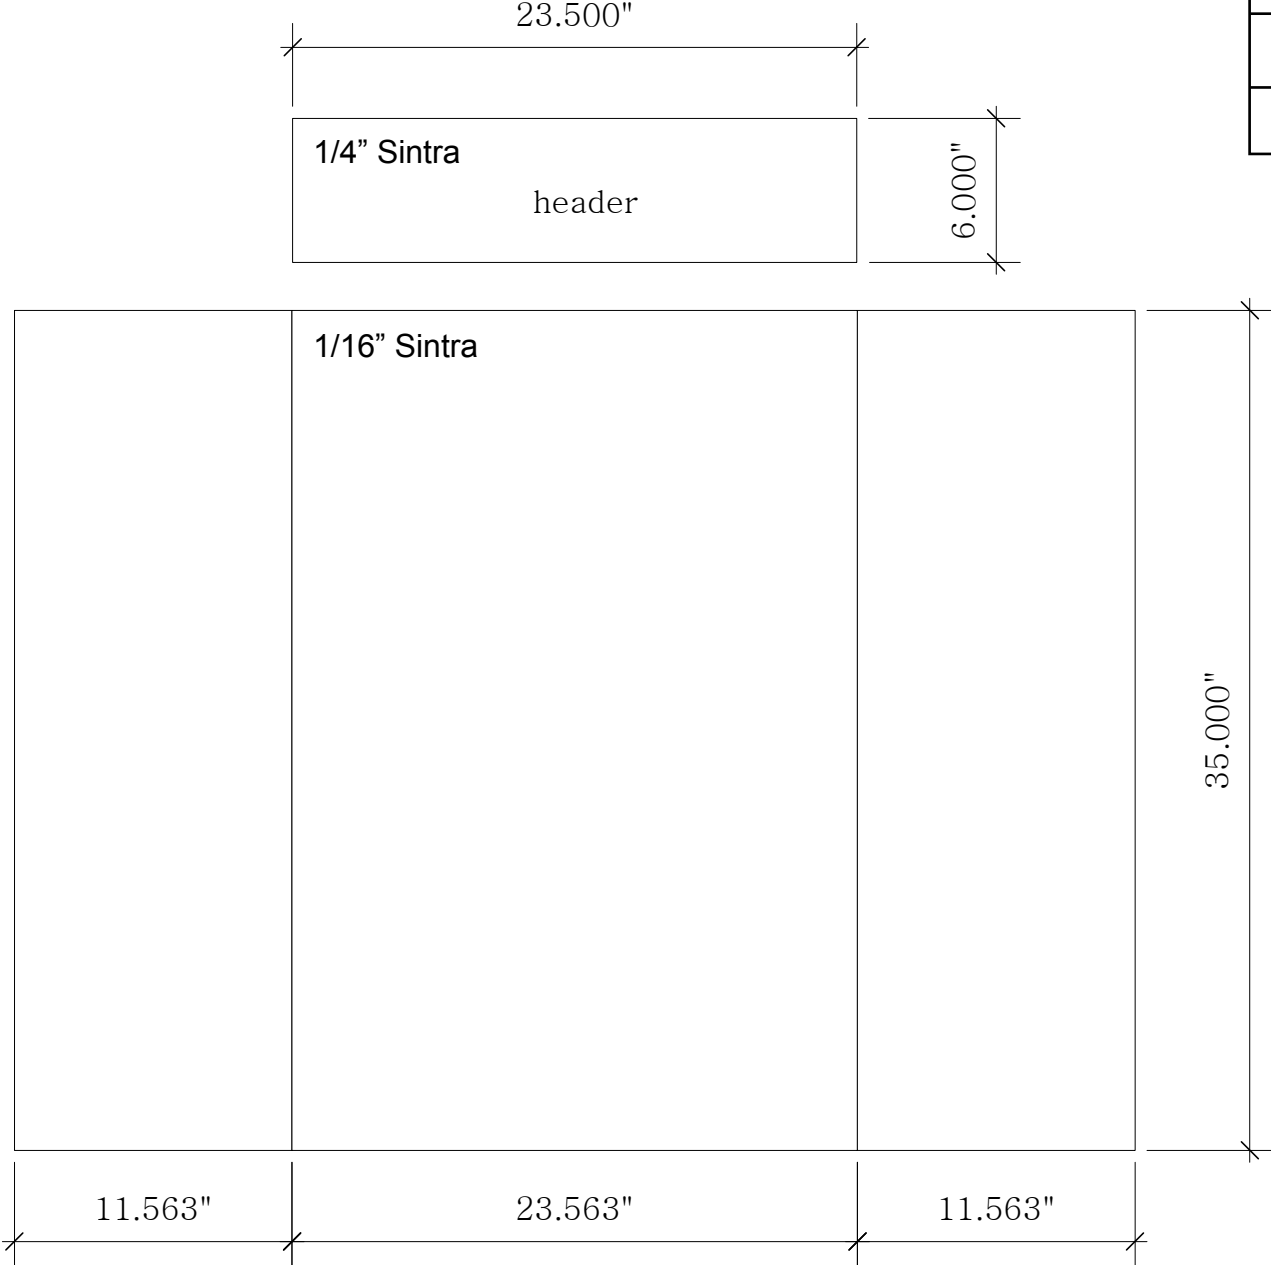 23.500"
1/4” Sintra
header
6.000"
1/16” Sintra
35.000"
11.563"
23.563"
11.563"